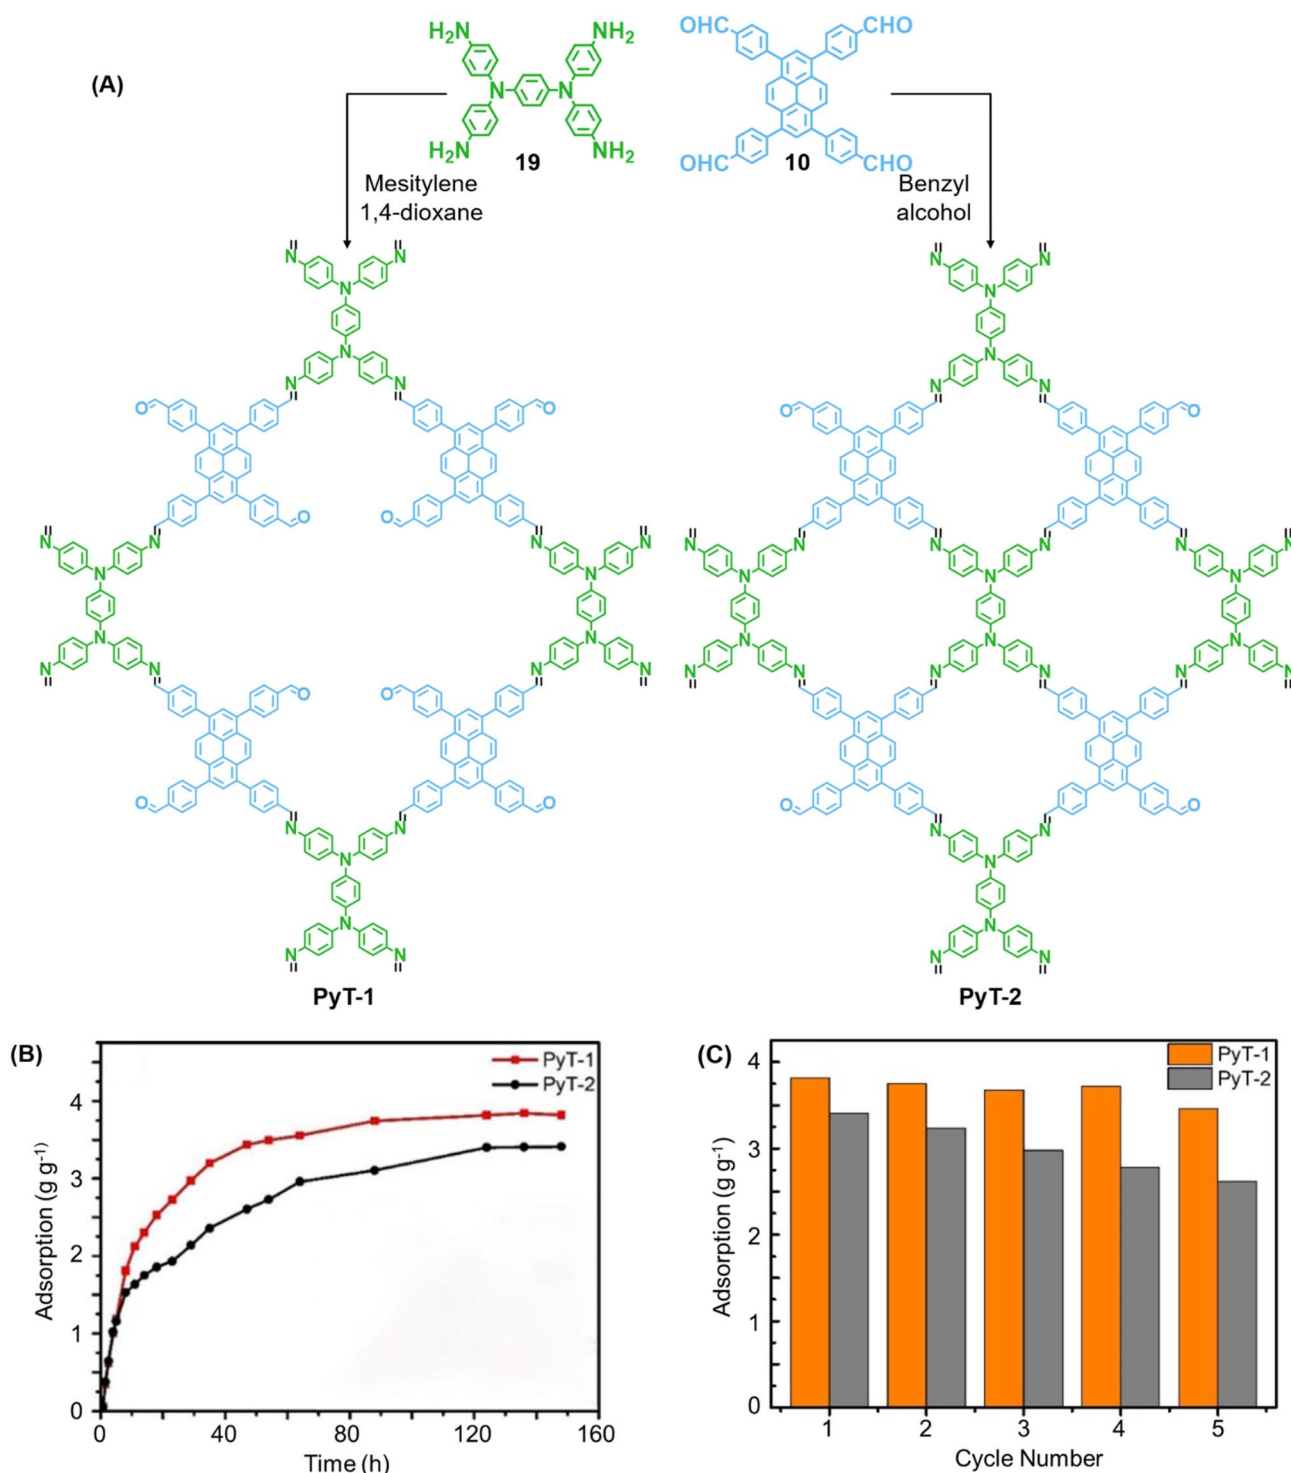 (A)
H₂N NH₂ OHC CHO
N N
H₂N NH₂ OHC CHO
19 10
Mesitylene
1,4-dioxane
Benzyl
alcohol
N N N N
N N
N N N N N N
O O O O
O O
N N N N N N N N
N N N N N
N N N N N
N N N N N N N N
O O
O O O O
N N N N
N N
N N
N N N N
PyT-1 PyT-2
(B)
PyT-1
PyT-2
Adsorption (g g⁻¹)
4
3
2
1
0
0 40 80 120 160
Time (h)
(C)
PyT-1
PyT-2
Adsorption (g g⁻¹)
4
3
2
1
0
1 2 3 4 5
Cycle Number